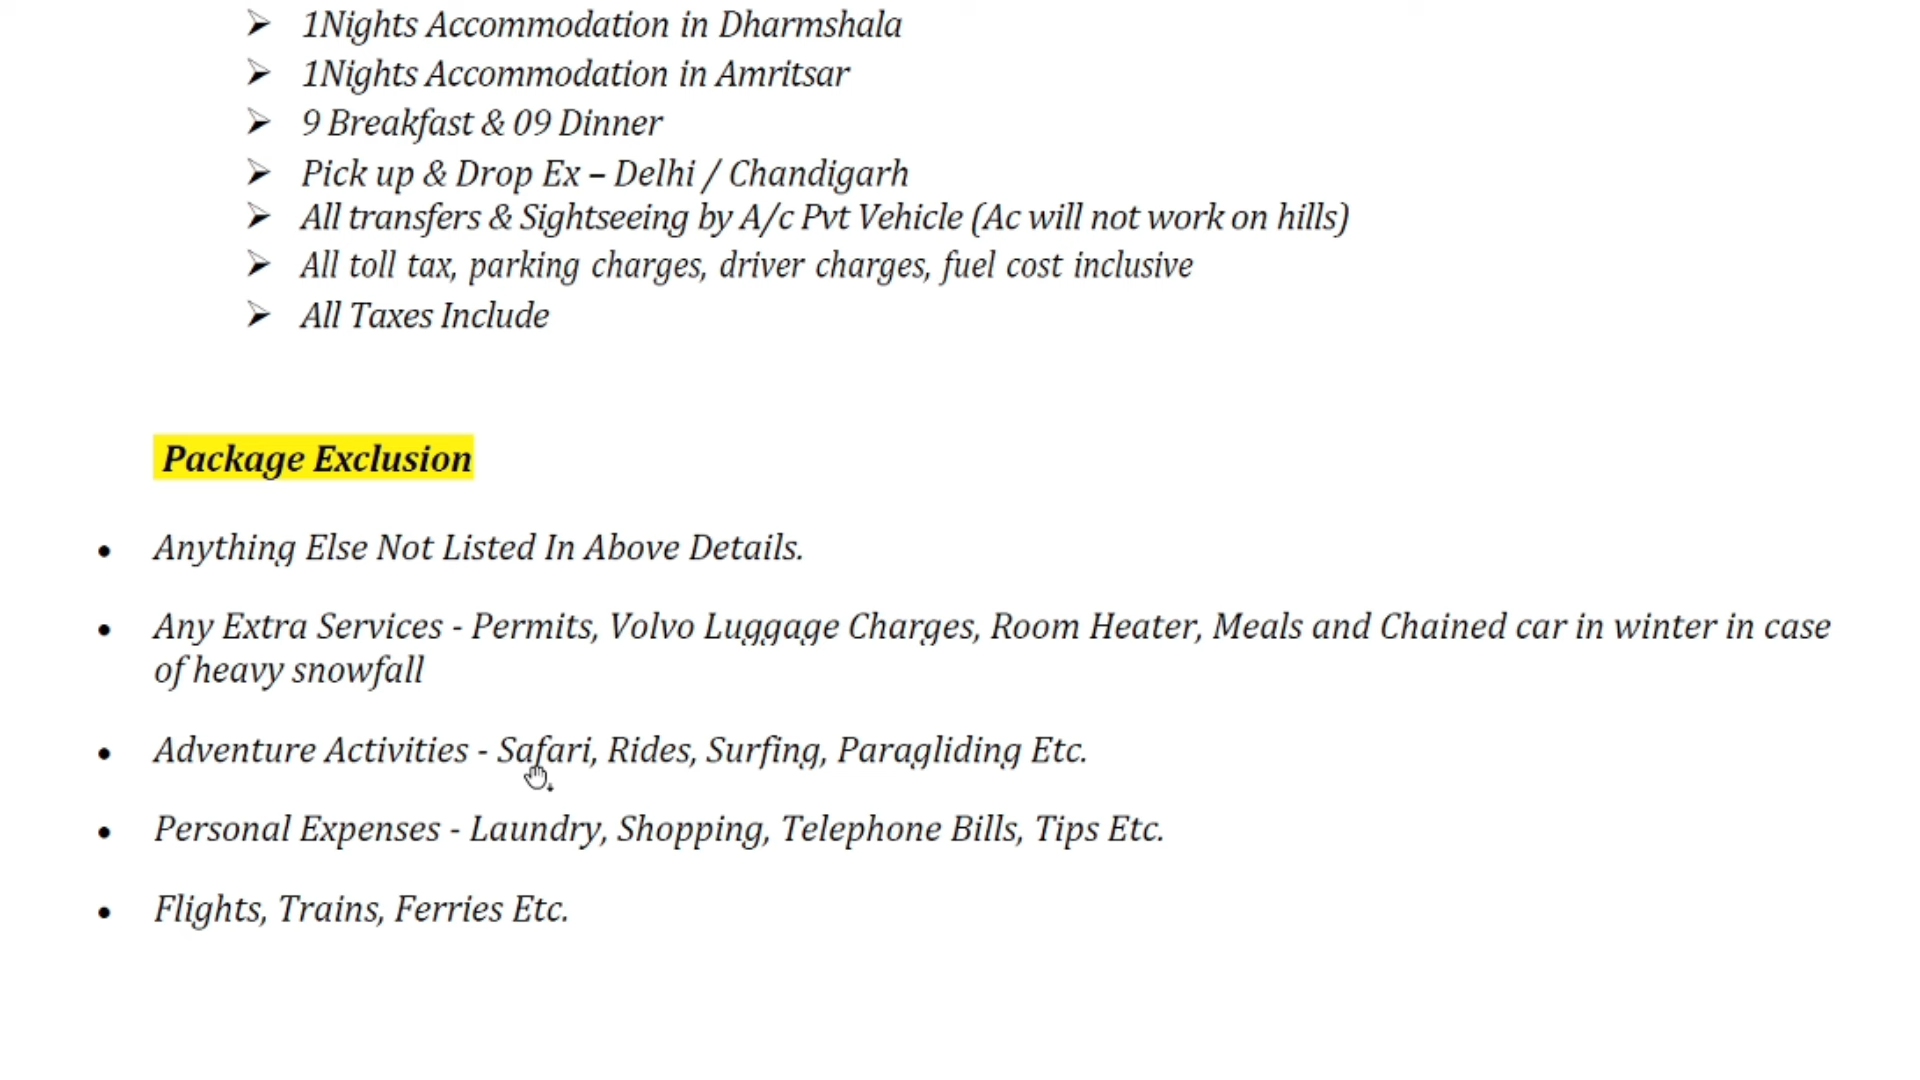 1Nights Accommodation in Dharmshala
1Nights Accommodation in Amritsar
9 Breakfast & 09 Dinner
Pick up & Drop Ex – Delhi / Chandigarh
All transfers & Sightseeing by A/c Pvt Vehicle (Ac will not work on hills)
All toll tax, parking charges, driver charges, fuel cost inclusive
All Taxes Include
Package Exclusion
Anything Else Not Listed In Above Details.
Any Extra Services - Permits, Volvo Luggage Charges, Room Heater, Meals and Chained car in winter in case
of heavy snowfall
Adventure Activities - Safari, Rides, Surfing, Paragliding Etc.
Personal Expenses - Laundry, Shopping, Telephone Bills, Tips Etc.
Flights, Trains, Ferries Etc.